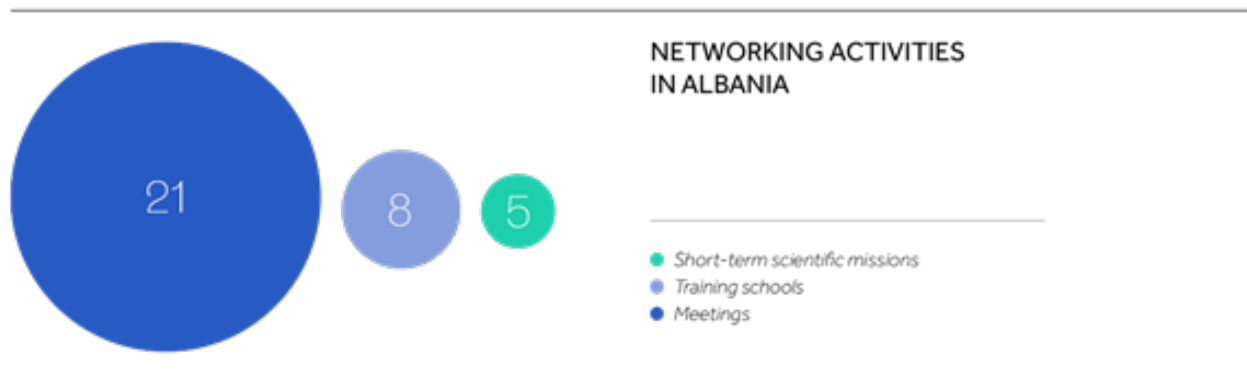 NETWORKING ACTIVITIES
IN ALBANIA
21
8
5
Short-term scientific missions
Training schools
Meetings